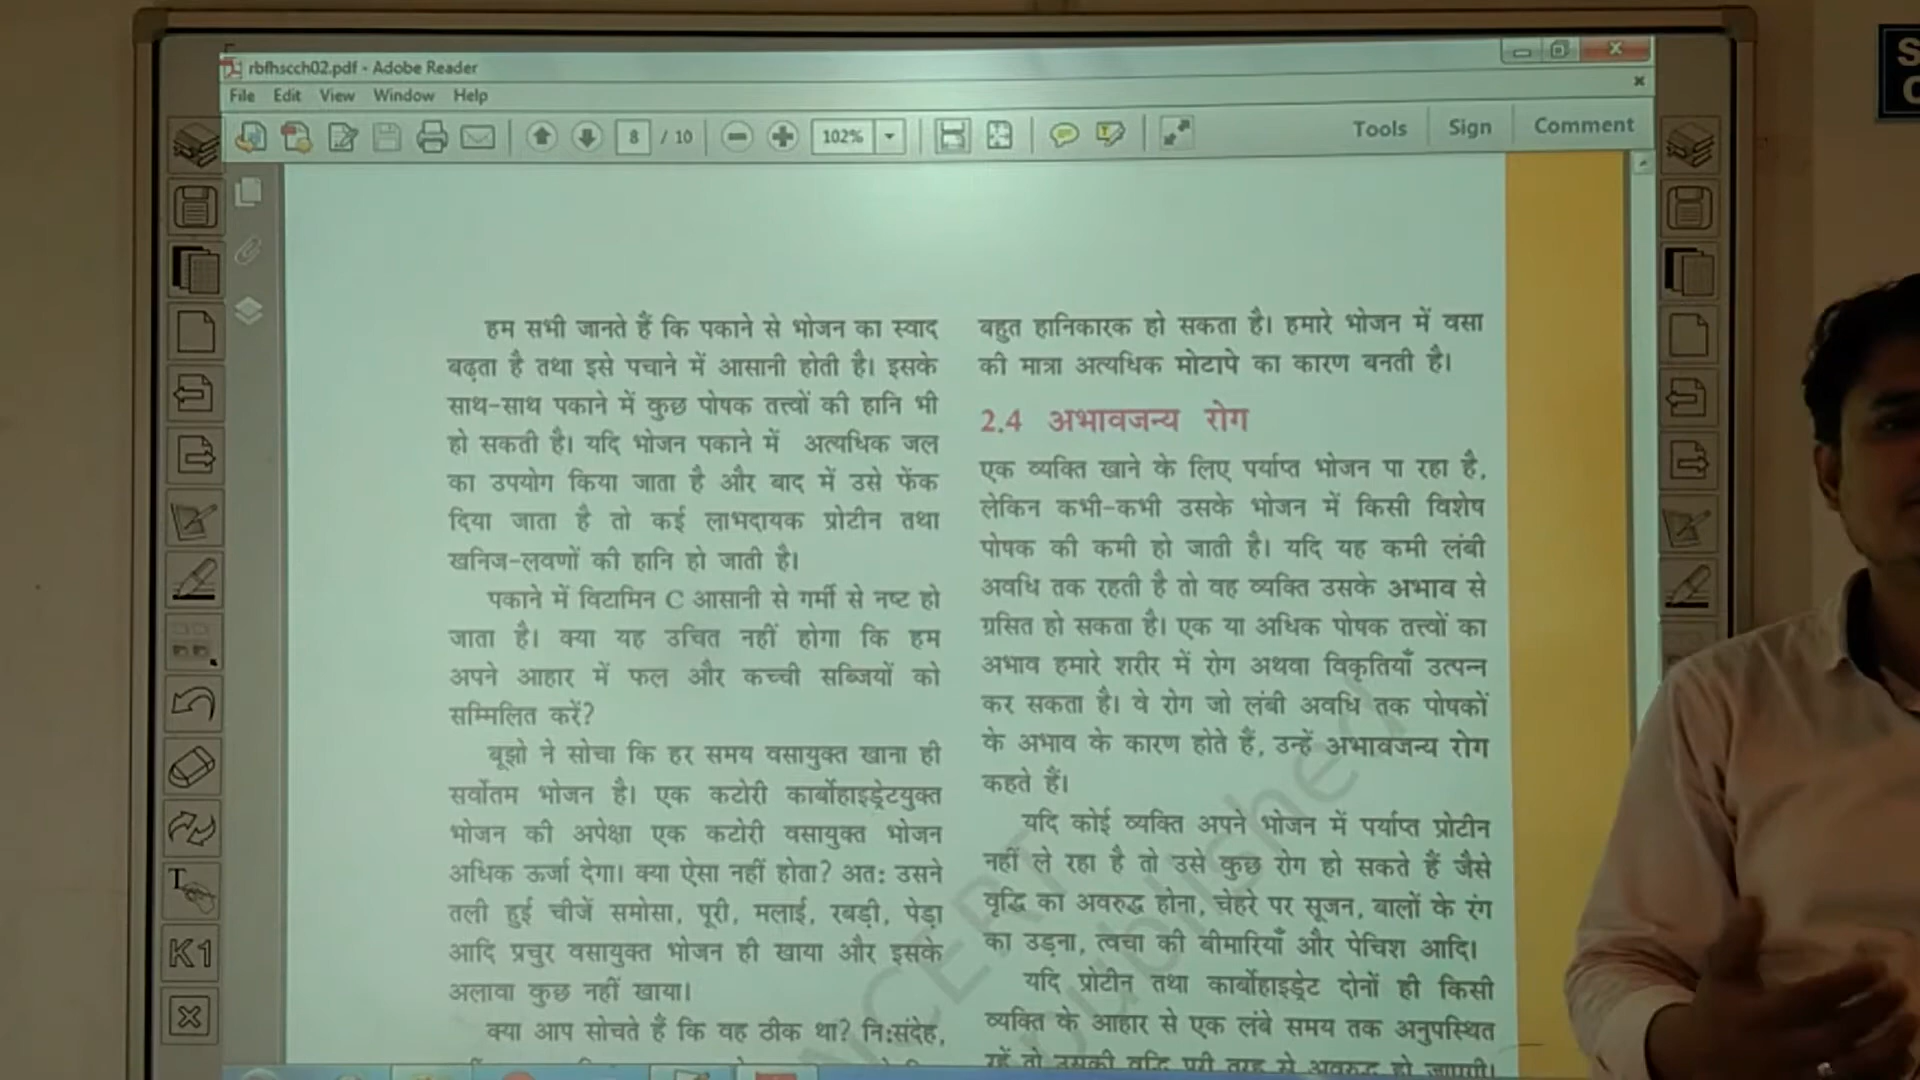 rbfhscch02.pdf - Adobe Reader
File Edit View Window Help
8 / 10 102% Tools Sign Comment
हम सभी जानते हैं कि पकाने से भोजन का स्वाद
बढ़ता है तथा इसे पचाने में आसानी होती है। इसके
साथ-साथ पकाने में कुछ पोषक तत्त्वों की हानि भी
हो सकती है। यदि भोजन पकाने में अत्यधिक जल
का उपयोग किया जाता है और बाद में उसे फेंक
दिया जाता है तो कई लाभदायक प्रोटीन तथा
खनिज-लवणों की हानि हो जाती है।
पकाने में विटामिन C आसानी से गर्मी से नष्ट हो
जाता है। क्या यह उचित नहीं होगा कि हम
अपने आहार में फल और कच्ची सब्जियों को
सम्मिलित करें?
बूझो ने सोचा कि हर समय वसायुक्त खाना ही
सर्वोतम भोजन है। एक कटोरी कार्बोहाइड्रेटयुक्त
भोजन की अपेक्षा एक कटोरी वसायुक्त भोजन
अधिक ऊर्जा देगा। क्या ऐसा नहीं होता? अतः उसने
तली हुई चीजें समोसा, पूरी, मलाई, रबड़ी, पेड़ा
आदि प्रचुर वसायुक्त भोजन ही खाया और इसके
अलावा कुछ नहीं खाया।
क्या आप सोचते हैं कि वह ठीक था? नि:संदेह,
बहुत हानिकारक हो सकता है। हमारे भोजन में वसा
की मात्रा अत्यधिक मोटापे का कारण बनती है।
2.4 अभावजन्य रोग
एक व्यक्ति खाने के लिए पर्याप्त भोजन पा रहा है,
लेकिन कभी-कभी उसके भोजन में किसी विशेष
पोषक की कमी हो जाती है। यदि यह कमी लंबी
अवधि तक रहती है तो वह व्यक्ति उसके अभाव से
ग्रसित हो सकता है। एक या अधिक पोषक तत्त्वों का
अभाव हमारे शरीर में रोग अथवा विकृतियाँ उत्पन्न
कर सकता है। वे रोग जो लंबी अवधि तक पोषकों
के अभाव के कारण होते हैं, उन्हें अभावजन्य रोग
कहते हैं।
यदि कोई व्यक्ति अपने भोजन में पर्याप्त प्रोटीन
नहीं ले रहा है तो उसे कुछ रोग हो सकते हैं जैसे
वृद्धि का अवरुद्ध होना, चेहरे पर सूजन, बालों के रंग
का उड़ना, त्वचा की बीमारियाँ और पेचिश आदि।
यदि प्रोटीन तथा कार्बोहाइड्रेट दोनों ही किसी
व्यक्ति के आहार से एक लंबे समय तक अनुपस्थित
रहें तो उसकी वृद्धि पूरी तरह से अवरुद्ध हो जाएगी।
NCERT
published
K1